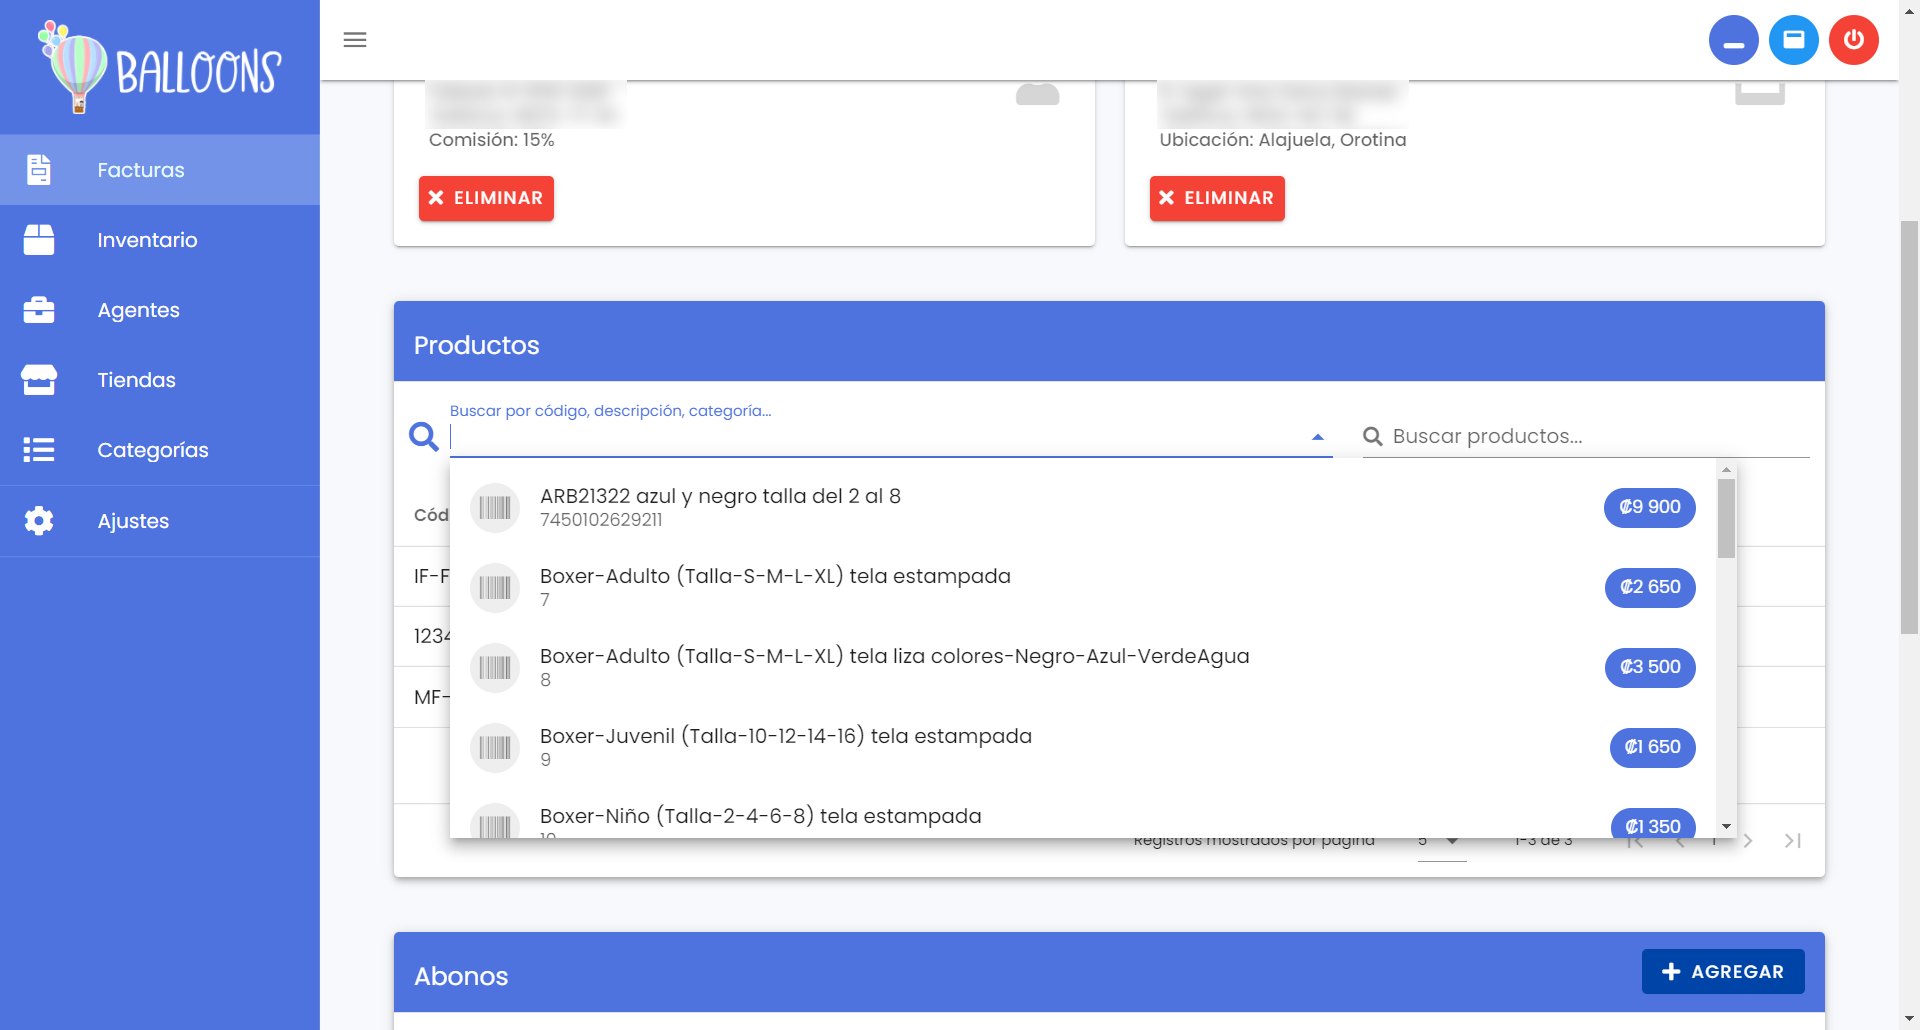 BALLOONS
Facturas
Inventario
Agentes
Tiendas
Categorías
Ajustes
Comisión: 15%
ELIMINAR
Ubicación: Alajuela, Orotina
ELIMINAR
Productos
Buscar por código, descripción, categoría...
Buscar productos...
Cód
IF-F
1234
MF-
ARB21322 azul y negro talla del 2 al 8
7450102629211
₡9 900
Boxer-Adulto (Talla-S-M-L-XL) tela estampada
7
₡2 650
Boxer-Adulto (Talla-S-M-L-XL) tela liza colores-Negro-Azul-VerdeAgua
8
₡3 500
Boxer-Juvenil (Talla-10-12-14-16) tela estampada
9
₡1 650
Boxer-Niño (Talla-2-4-6-8) tela estampada
10
₡1 350
Registros mostrados por página 5 1-3 de 3 1
Abonos
AGREGAR